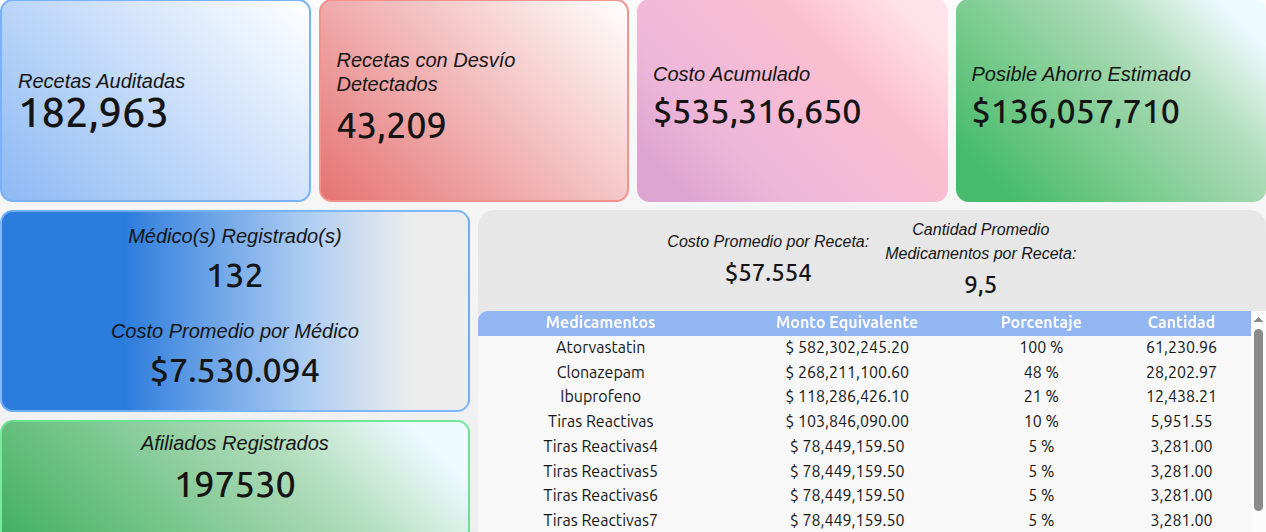 Recetas Auditadas
182,963
Recetas con Desvío
Detectados
43,209
Costo Acumulado
$535,316,650
Posible Ahorro Estimado
$136,057,710
Médico(s) Registrado(s)
132
Costo Promedio por Médico
$7.530.094
Afiliados Registrados
197530
Costo Promedio por Receta:
$57.554
Cantidad Promedio
Medicamentos por Receta:
9,5
Medicamentos Monto Equivalente Porcentaje Cantidad
Atorvastatin $ 582,302,245.20 100 % 61,230.96
Clonazepam $ 268,211,100.60 48 % 28,202.97
Ibuprofeno $ 118,286,426.10 21 % 12,438.21
Tiras Reactivas $ 103,846,090.00 10 % 5,951.55
Tiras Reactivas4 $ 78,449,159.50 5 % 3,281.00
Tiras Reactivas5 $ 78,449,159.50 5 % 3,281.00
Tiras Reactivas6 $ 78,449,159.50 5 % 3,281.00
Tiras Reactivas7 $ 78,449,159.50 5 % 3,281.00